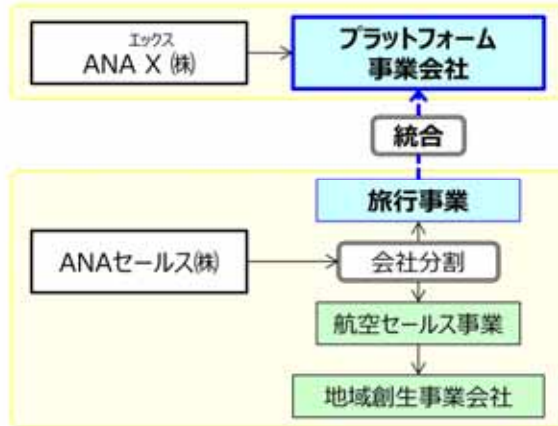 エックス
ANA X ㈱
プラットフォーム
事業会社
統合
旅行事業
ANAセールス㈱
会社分割
航空セールス事業
地域創生事業会社